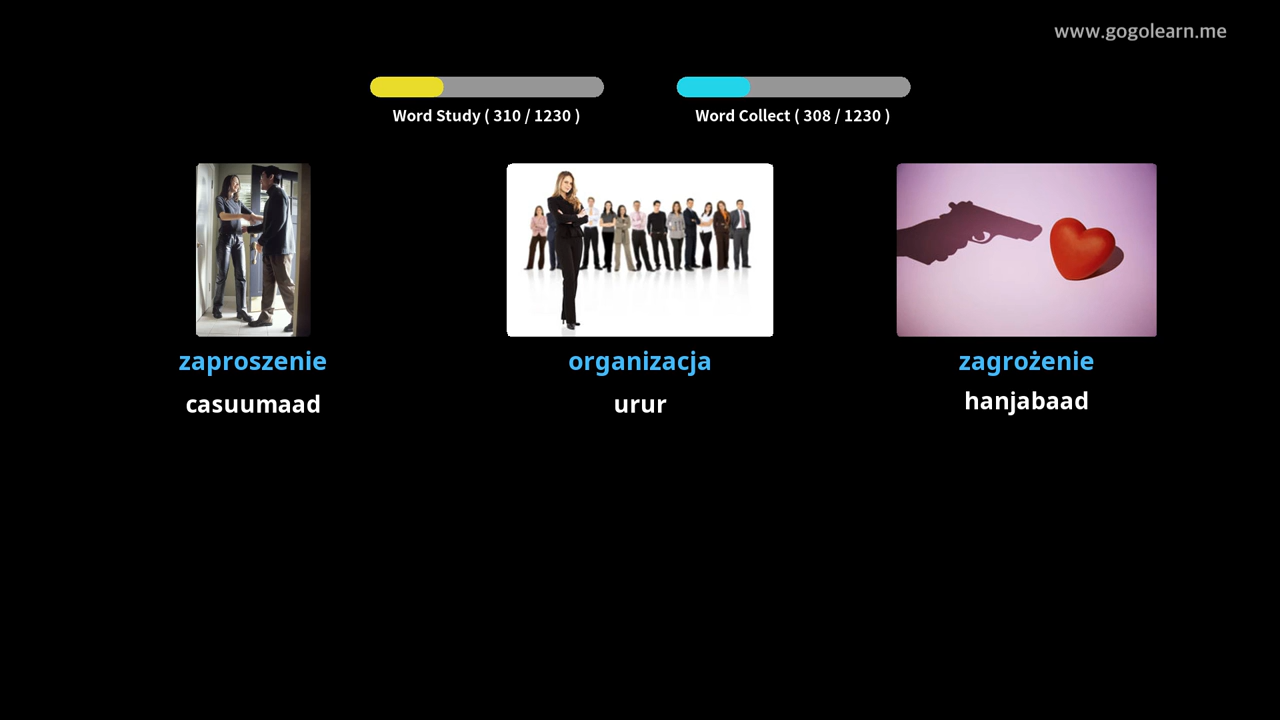 www.gogolearn.me
Word Study ( 310 / 1230 )
Word Collect ( 308 / 1230 )
zaproszenie
casuumaad
organizacja
urur
zagrożenie
hanjabaad